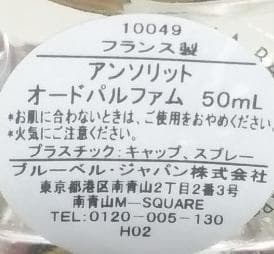 10049
フランス製
アンソリット
オードパルファム 50mL
*お肌に合わないときは、ご使用をおやめください。
*火気にご注意ください。
プラスチック:キャップ、スプレー
ブルーベル・ジャパン株式会社
東京都港区南青山2丁目2番3号
南青山M-SQUARE
TEL:0120-005-130
H02